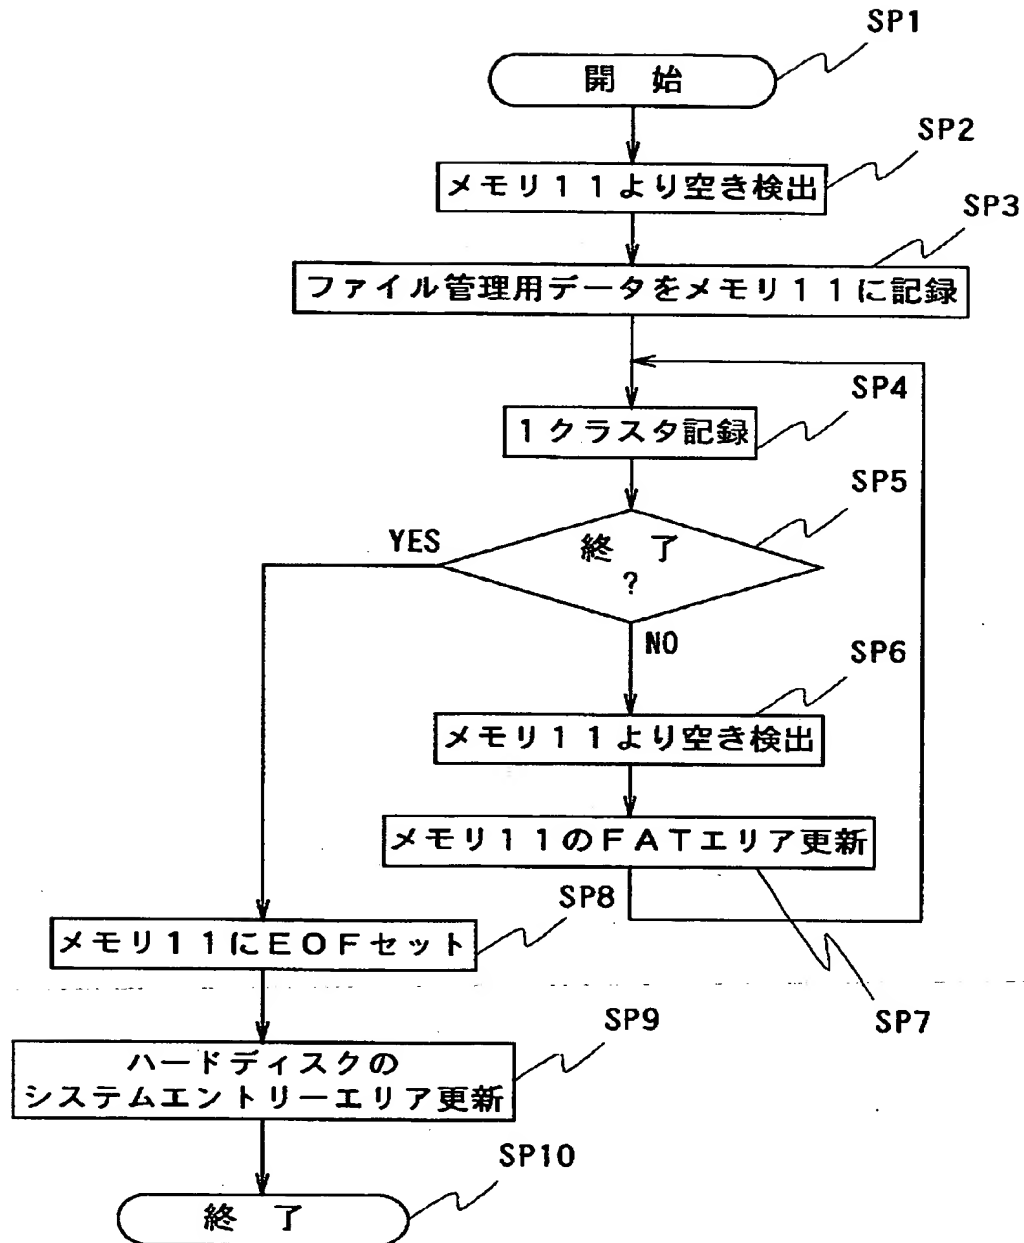 SP1
開 始
SP2
メモリ11より空き検出
SP3
ファイル管理用データをメモリ11に記録
SP4
1クラスタ記録
SP5
YES
終 了
?
NO
SP6
メモリ11より空き検出
メモリ11のFATエリア更新
SP8
メモリ11にEOFセット
SP7
SP9
ハードディスクの
システムエントリーエリア更新
SP10
終 了